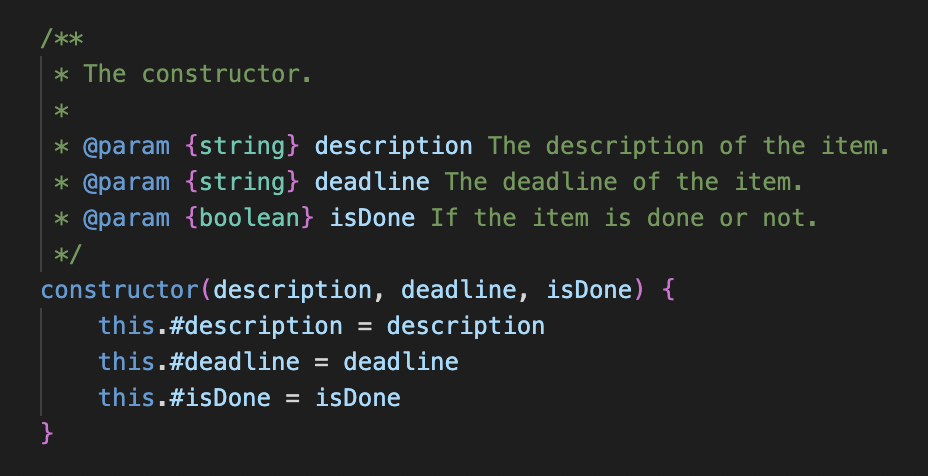 /**
 * The constructor.
 *
 * @param {string} description The description of the item.
 * @param {string} deadline The deadline of the item.
 * @param {boolean} isDone If the item is done or not.
 */
constructor(description, deadline, isDone) {
    this.#description = description
    this.#deadline = deadline
    this.#isDone = isDone
}